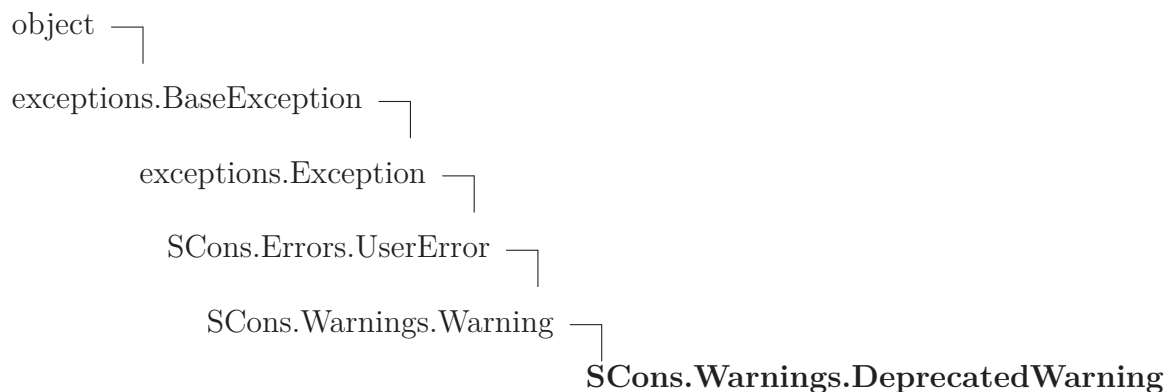 object
exceptions.BaseException
exceptions.Exception
SCons.Errors.UserError
SCons.Warnings.Warning
SCons.Warnings.DeprecatedWarning